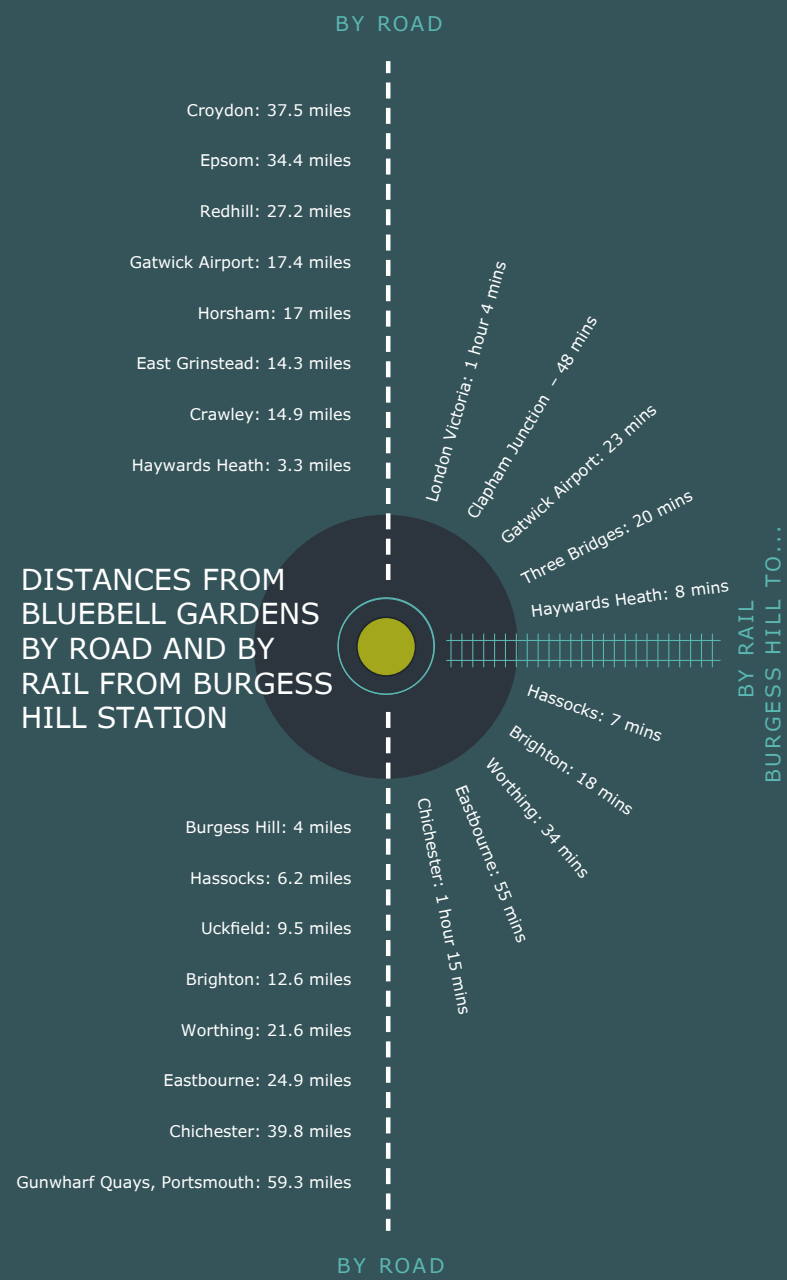 BY ROAD
Croydon: 37.5 miles
Epsom: 34.4 miles
Redhill: 27.2 miles
Gatwick Airport: 17.4 miles
Horsham: 17 miles
East Grinstead: 14.3 miles
Crawley: 14.9 miles
Haywards Heath: 3.3 miles
DISTANCES FROM
BLUEBELL GARDENS
BY ROAD AND BY
RAIL FROM BURGESS
HILL STATION
London Victoria: 1 hour 4 mins
Clapham Junction – 48 mins
Gatwick Airport: 23 mins
Three Bridges: 20 mins
Haywards Heath: 8 mins
BY RAIL
BURGESS HILL TO...
Hassocks: 7 mins
Brighton: 18 mins
Worthing: 34 mins
Eastbourne: 55 mins
Chichester: 1 hour 15 mins
Burgess Hill: 4 miles
Hassocks: 6.2 miles
Uckfield: 9.5 miles
Brighton: 12.6 miles
Worthing: 21.6 miles
Eastbourne: 24.9 miles
Chichester: 39.8 miles
Gunwharf Quays, Portsmouth: 59.3 miles
BY ROAD